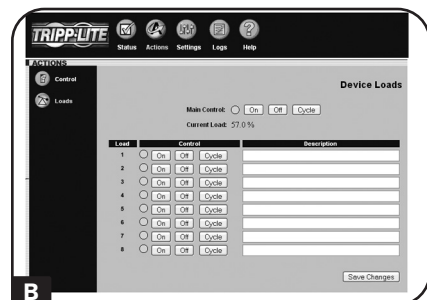 TRIPP·LITE
Status Actions Settings Logs Help
ACTIONS
Control
Loads
Device Loads
Main Control: On Off Cycle
Current Load: 57.0 %
Load Control Description
1 On Off Cycle
2 On Off Cycle
3 On Off Cycle
4 On Off Cycle
5 On Off Cycle
6 On Off Cycle
7 On Off Cycle
8 On Off Cycle
Save Changes
B